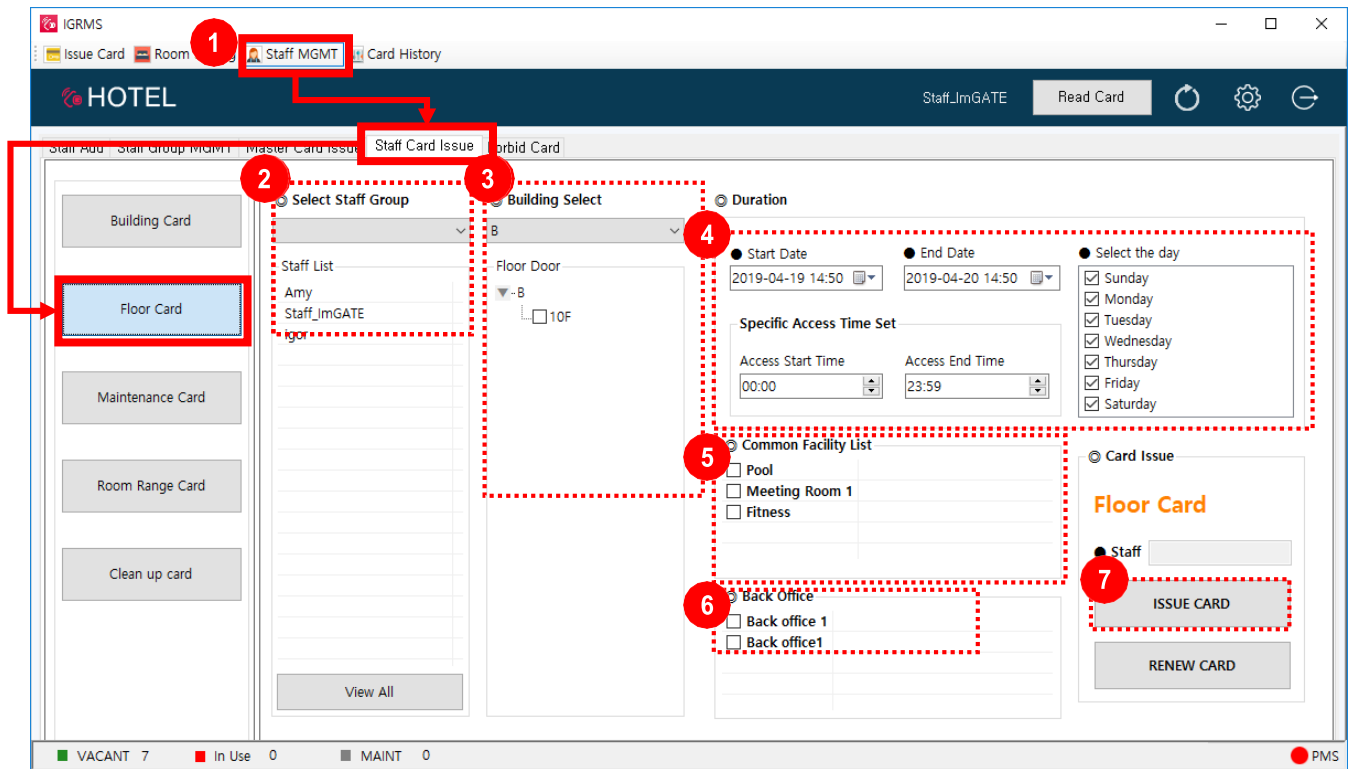 IGRMS
1
Issue Card Room g Staff MGMT Card History
HOTEL
Staff_ImGATE Read Card
Staff Add Staff Group MGMT Master Card Issue Staff Card Issue Forbid Card
Building Card
Floor Card
Maintenance Card
Room Range Card
Clean up card
2
Select Staff Group
Staff List
Amy
Staff_ImGATE
igor
View All
3
Building Select
B
Floor Door
B
10F
Duration
4
Start Date End Date Select the day
2019-04-19 14:50 2019-04-20 14:50
Specific Access Time Set
Access Start Time Access End Time
00:00 23:59
Sunday
Monday
Tuesday
Wednesday
Thursday
Friday
Saturday
5
Common Facility List
Pool
Meeting Room 1
Fitness
6
Back Office
Back office 1
Back office1
Card Issue
Floor Card
Staff
7
ISSUE CARD
RENEW CARD
VACANT 7 In Use 0 MAINT 0 PMS